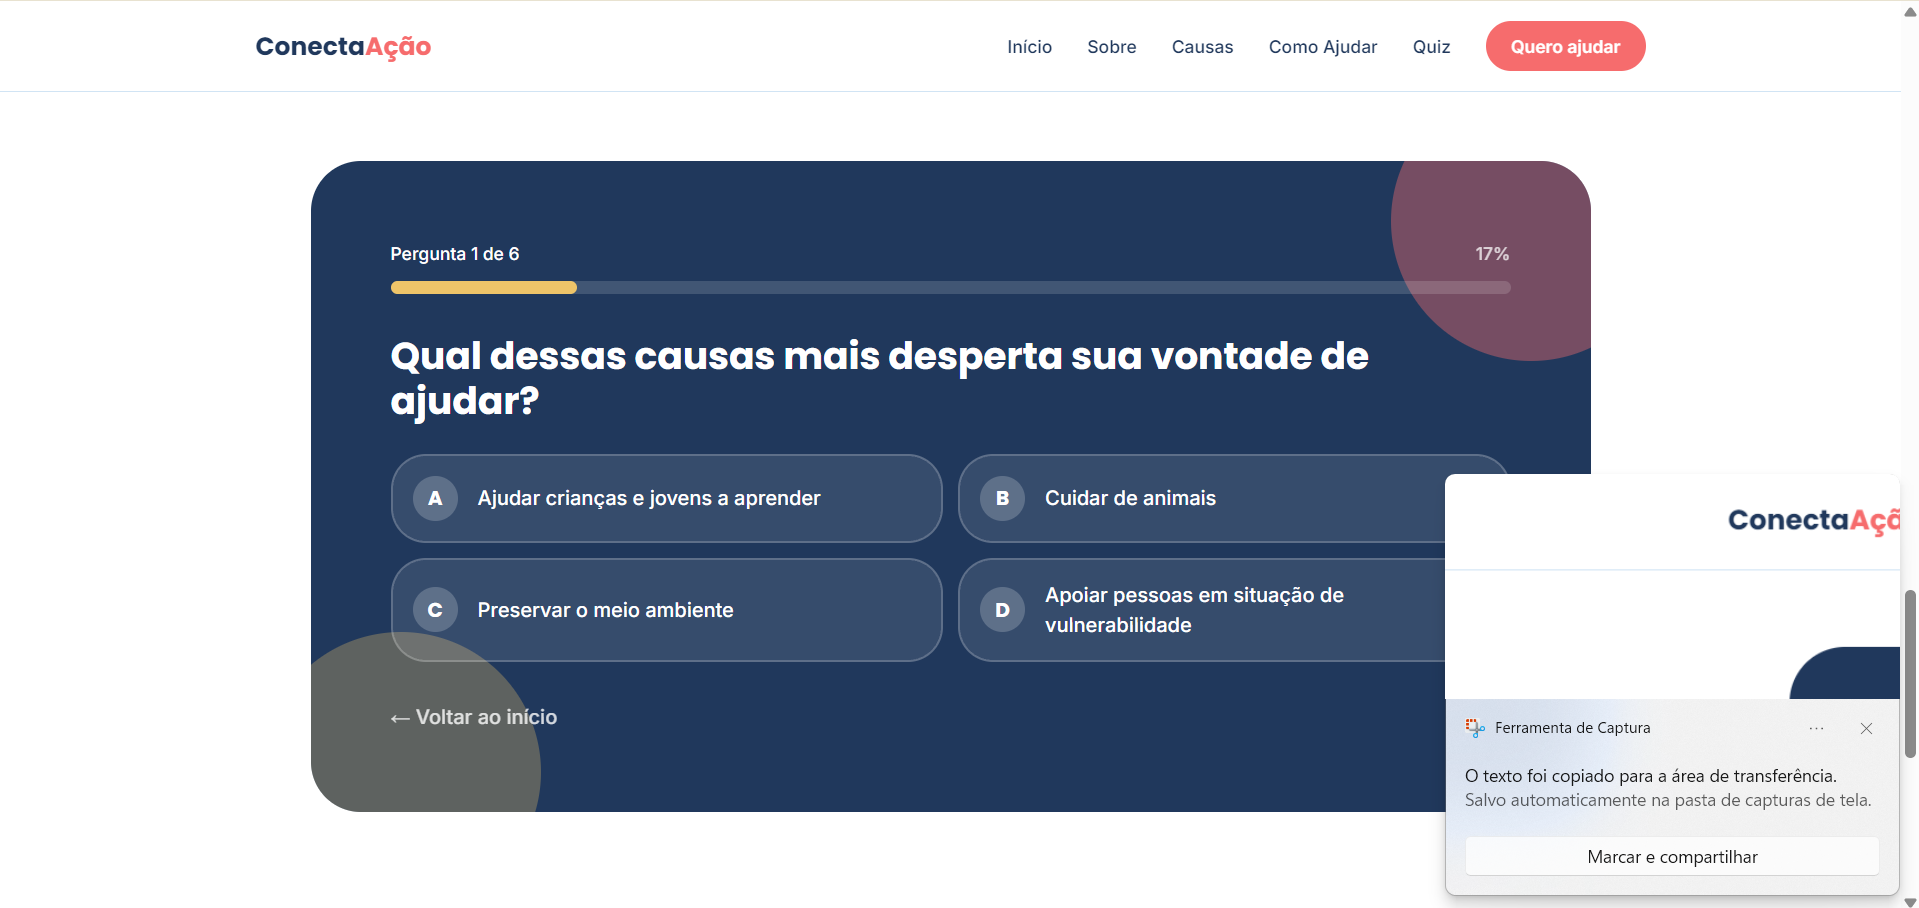 ConectaAção
Início
Sobre
Causas
Como Ajudar
Quiz
Quero ajudar
Pergunta 1 de 6
17%
Qual dessas causas mais desperta sua vontade de
ajudar?
A
Ajudar crianças e jovens a aprender
B
Cuidar de animais
C
Preservar o meio ambiente
D
Apoiar pessoas em situação de
vulnerabilidade
← Voltar ao início
ConectaAçã
Ferramenta de Captura
O texto foi copiado para a área de transferência.
Salvo automaticamente na pasta de capturas de tela.
Marcar e compartilhar